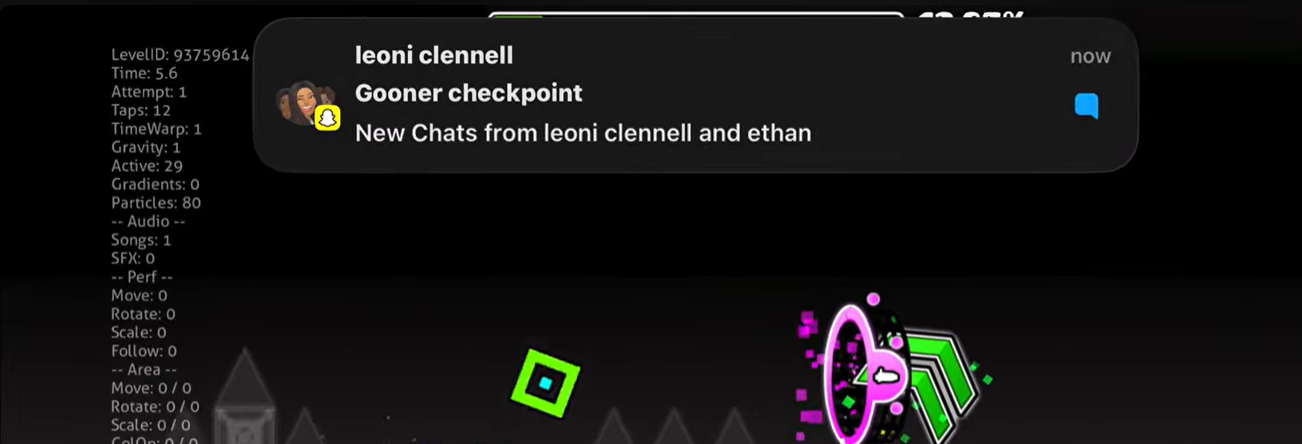 LevelID: 93759614
Time: 5.6
Attempt: 1
Taps: 12
TimeWarp: 1
Gravity: 1
Active: 29
Gradients: 0
Particles: 80
-- Audio --
Songs: 1
SFX: 0
-- Perf --
Move: 0
Rotate: 0
Scale: 0
Follow: 0
-- Area --
Move: 0 / 0
Rotate: 0 / 0
Scale: 0 / 0
leoni clennell
now
Gooner checkpoint
New Chats from leoni clennell and ethan